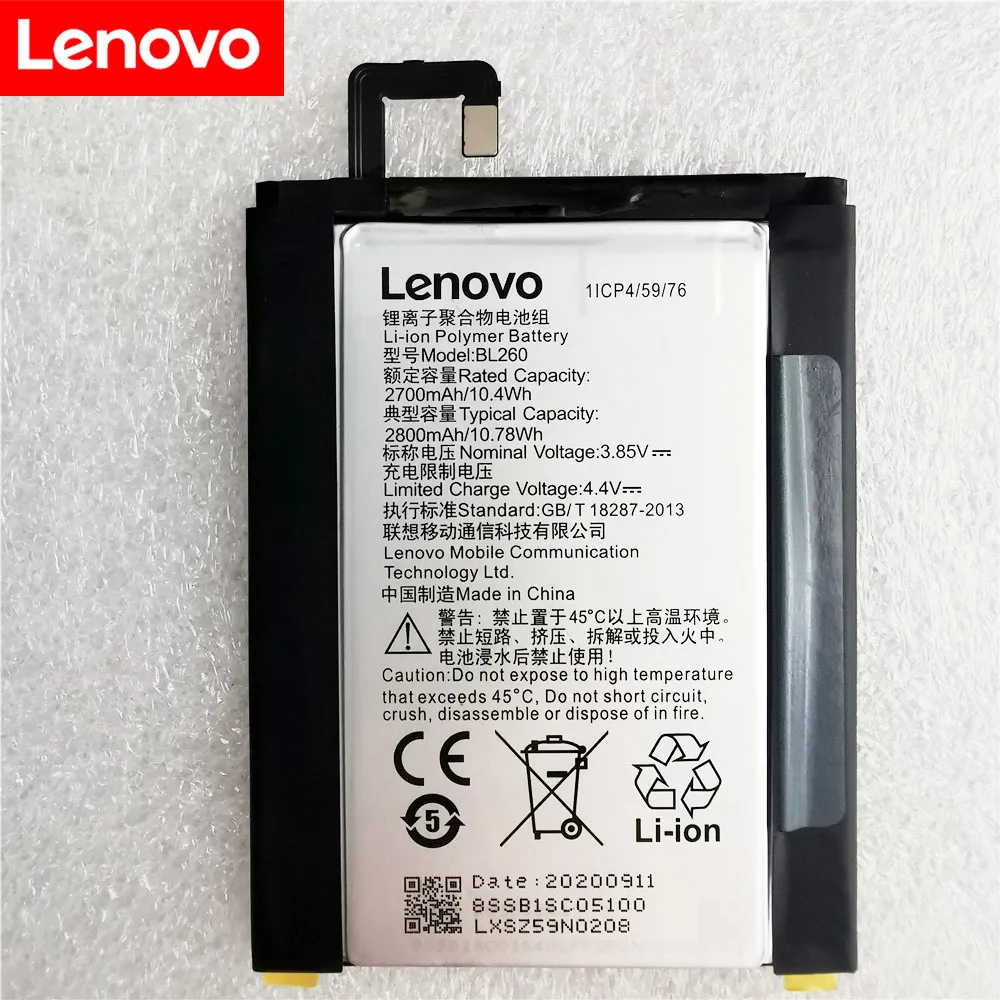 Lenovo
Lenovo 1ICP4/59/76
锂离子聚合物电池组
Li-ion Polymer Battery
型号Model:BL260
额定容量Rated Capacity:
2700mAh/10.4Wh
典型容量Typical Capacity:
2800mAh/10.78Wh
标称电压Nominal Voltage:3.85V⎓
充电限制电压
Limited Charge Voltage:4.4V⎓
执行标准Standard:GB/T 18287-2013
联想移动通信科技有限公司
Lenovo Mobile Communication
Technology Ltd.
中国制造Made in China
警告: 禁止置于45°C以上高温环境。
禁止短路、挤压、拆解或投入火中。
电池浸水后禁止使用!
Caution:Do not expose to high temperature
that exceeds 45°C, Do not short circuit,
crush, disassemble or dispose of in fire.
CE
5
Li-ion
Date:20200911
8SSB1SC05100
LXSZ59N0208